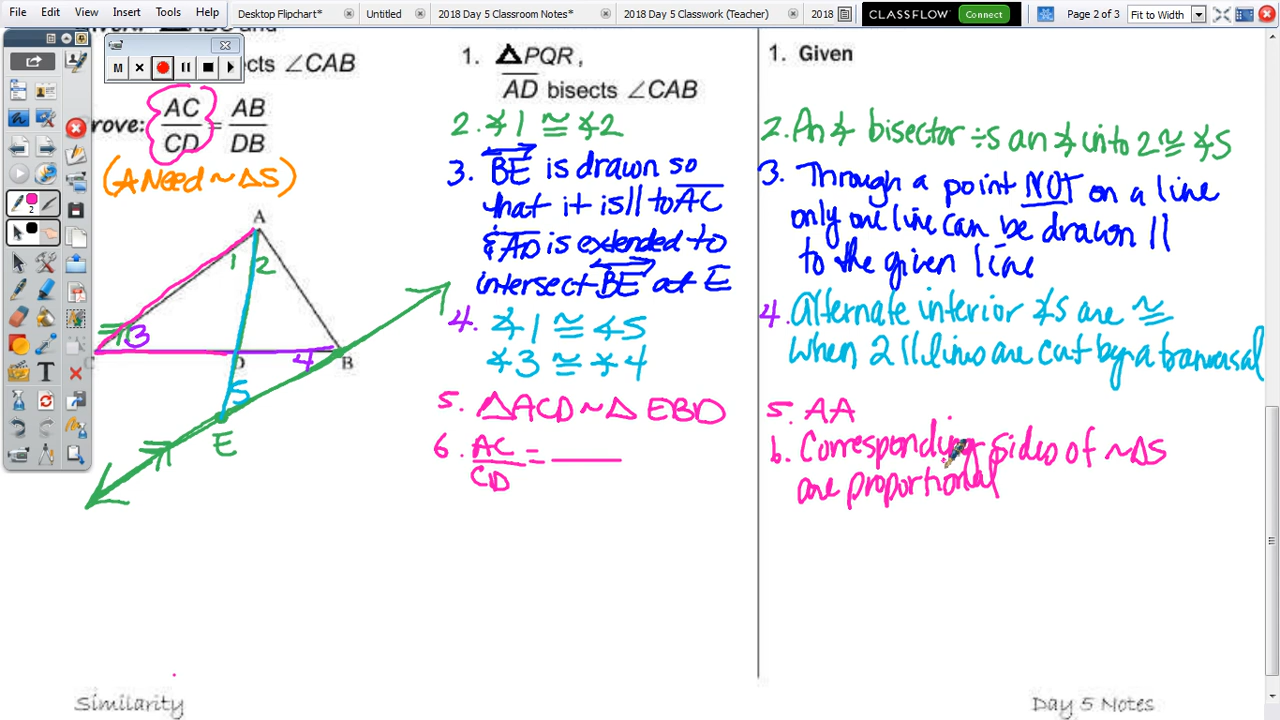 File Edit View Insert Tools Help
Desktop Flipchart*
Untitled
2018 Day 5 Classroom Notes*
2018 Day 5 Classwork (Teacher)
2018
CLASSFLOW
Connect
Page 2 of 3
Fit to Width
M
ects ∠CAB
rove: AC/CD = AB/DB
(A Need ~ ΔS)
A
1 2
3
C
D
4
B
5
E
1. ΔPQR,
AD bisects ∠CAB
2. ∡1 ≅ ∡2
3. BE is drawn so
that it is || to AC
& AD is extended to
intersect BE at E
4. ∡1 ≅ ∡5
∡3 ≅ ∡4
5. ΔACD ~ Δ EBD
6. AC/CD = ____
1. Given
2. An ∡ bisector ÷s an ∡ into 2 ≅ ∡s
3. Through a point NOT on a line
only one line can be drawn ||
to the given line
4. Alternate interior ∡s are ≅
when 2 || lines are cut by a tranversal
5. AA
6. Corresponding sides of ~Δs
are proportional
Similarity
Day 5 Notes